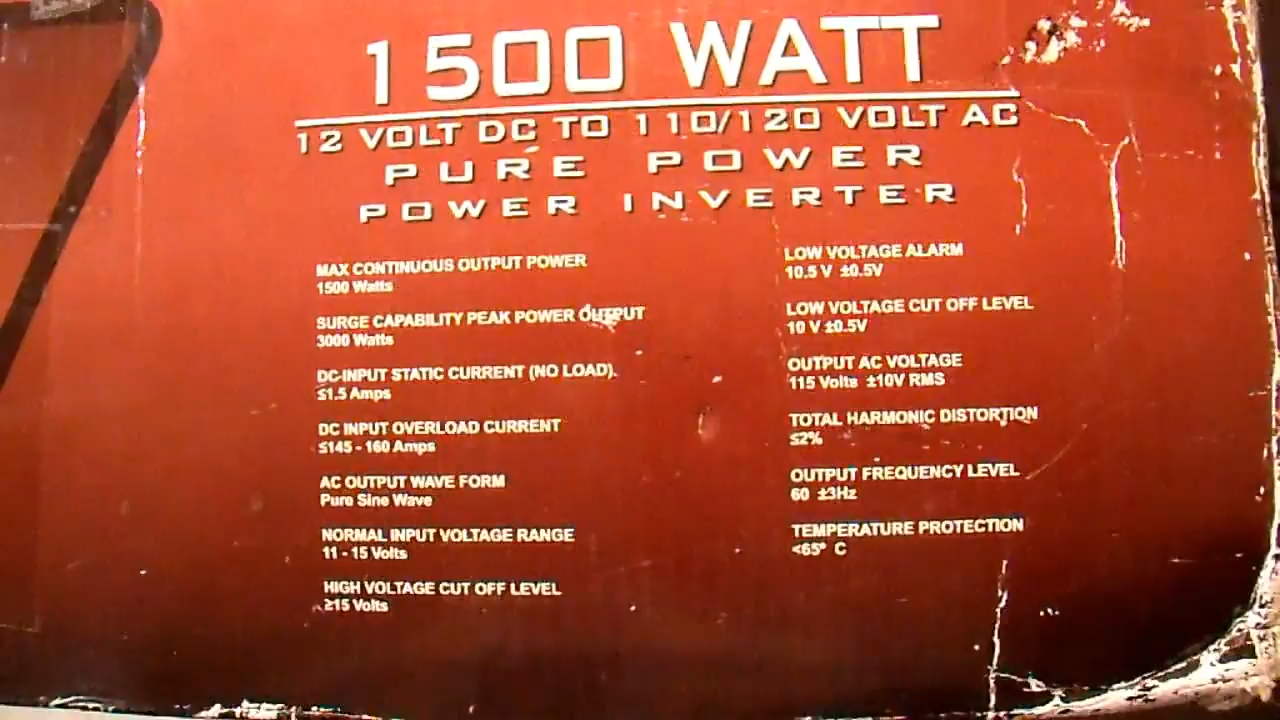 1500 WATT
12 VOLT DC TO 110/120 VOLT AC
PURE POWER
POWER INVERTER
MAX CONTINUOUS OUTPUT POWER
1500 Watts
SURGE CAPABILITY PEAK POWER OUTPUT
3000 Watts
DC-INPUT STATIC CURRENT (NO LOAD).
≤1.5 Amps
DC INPUT OVERLOAD CURRENT
≤145 - 160 Amps
AC OUTPUT WAVE FORM
Pure Sine Wave
NORMAL INPUT VOLTAGE RANGE
11 - 15 Volts
HIGH VOLTAGE CUT OFF LEVEL
≥15 Volts
LOW VOLTAGE ALARM
10.5 V ±0.5V
LOW VOLTAGE CUT OFF LEVEL
10 V ±0.5V
OUTPUT AC VOLTAGE
115 Volts ±10V RMS
TOTAL HARMONIC DISTORTION
≤2%
OUTPUT FREQUENCY LEVEL
60 ±3Hz
TEMPERATURE PROTECTION
<65° C